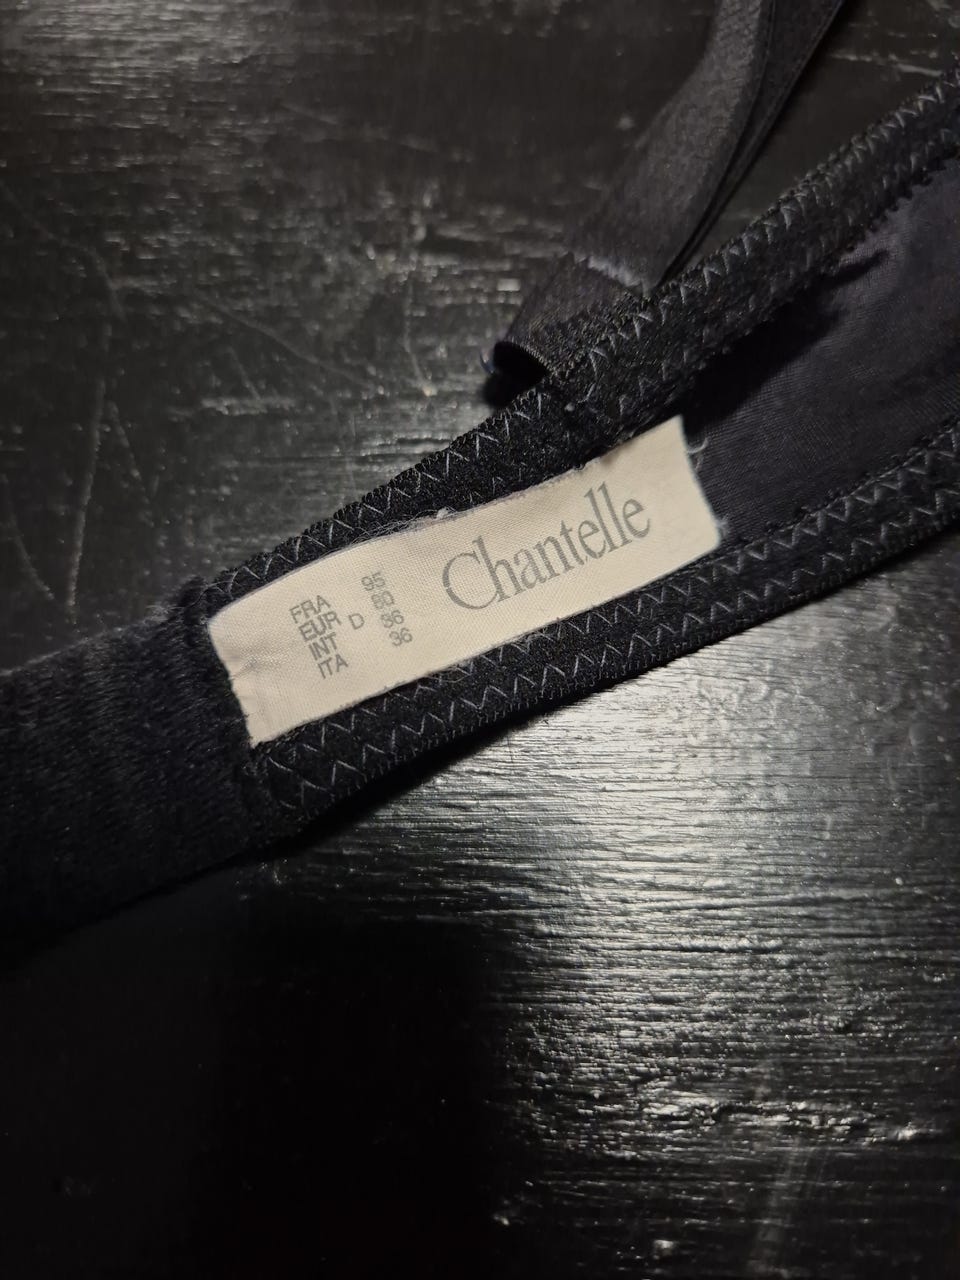 FRA 95
EUR D 80
INT 36
ITA 36
Chantelle